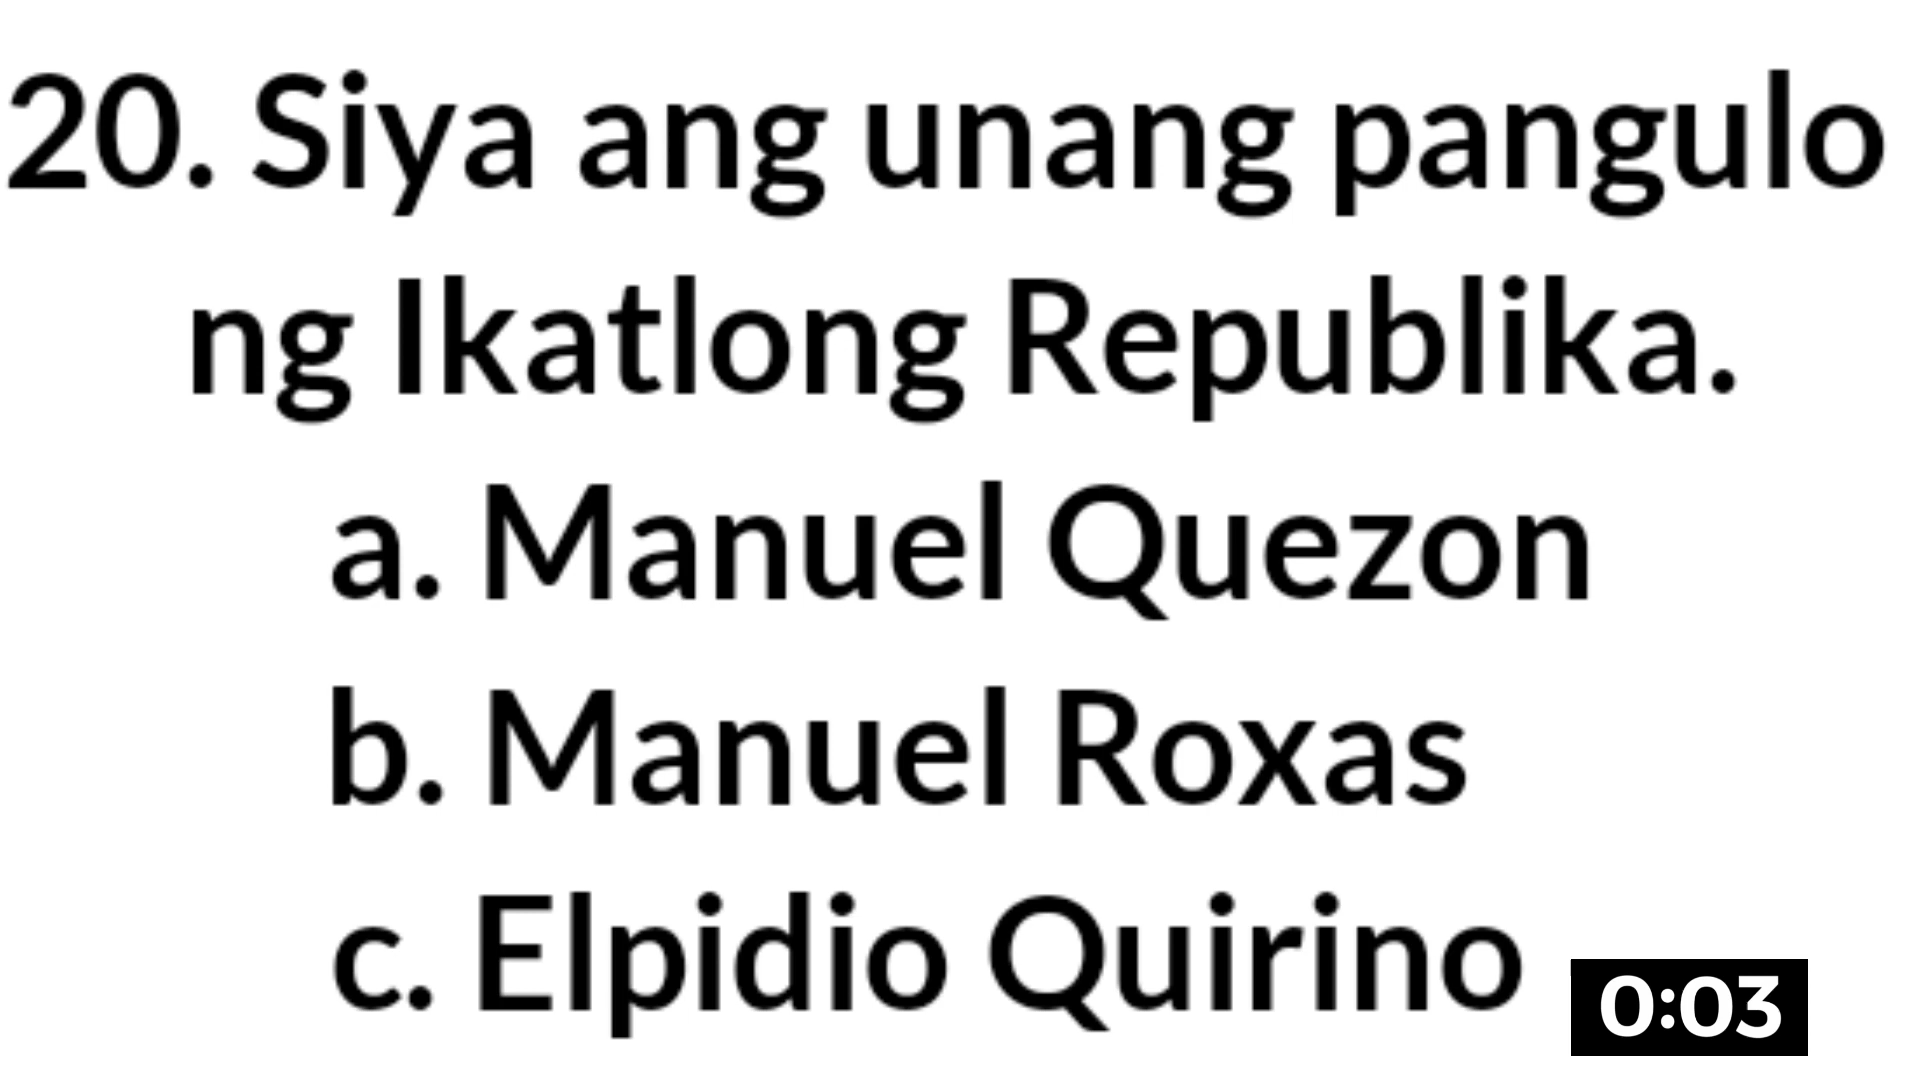 20. Siya ang unang pangulo
ng Ikatlong Republika.
a. Manuel Quezon
b. Manuel Roxas
c. Elpidio Quirino
0:03